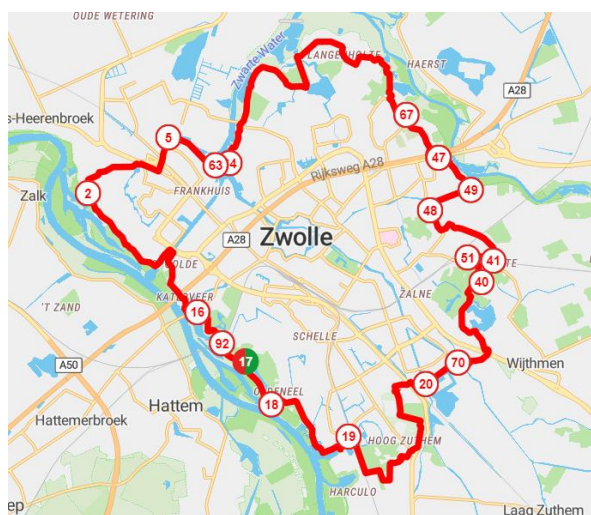 OUDE WETERING
Zwarte Water
LANGENHOLTE
HAERST
A28
s-Heerenbroek
67
5
63
4
47
Rijksweg A28
49
2
FRANKHUIS
48
Zalk
Zwolle
A28
51
41
40
KATERVEER
'T ZAND
16
ZALNE
SCHELLE
92
17
70
Wijthmen
A50
20
Hattem
18
Hattemerbroek
19
HOOG ZUTHEM
HARCULO
Laag Zuthem